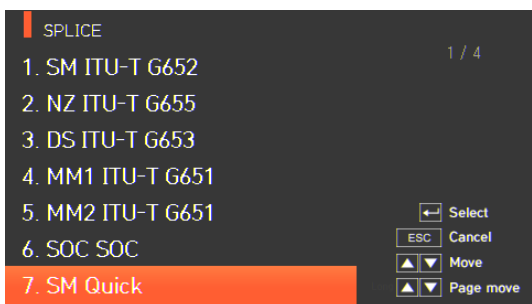 SPLICE
1 / 4
1. SM ITU-T G652
2. NZ ITU-T G655
3. DS ITU-T G653
4. MM1 ITU-T G651
5. MM2 ITU-T G651
6. SOC SOC
7. SM Quick
Select
ESC Cancel
Move
Page move